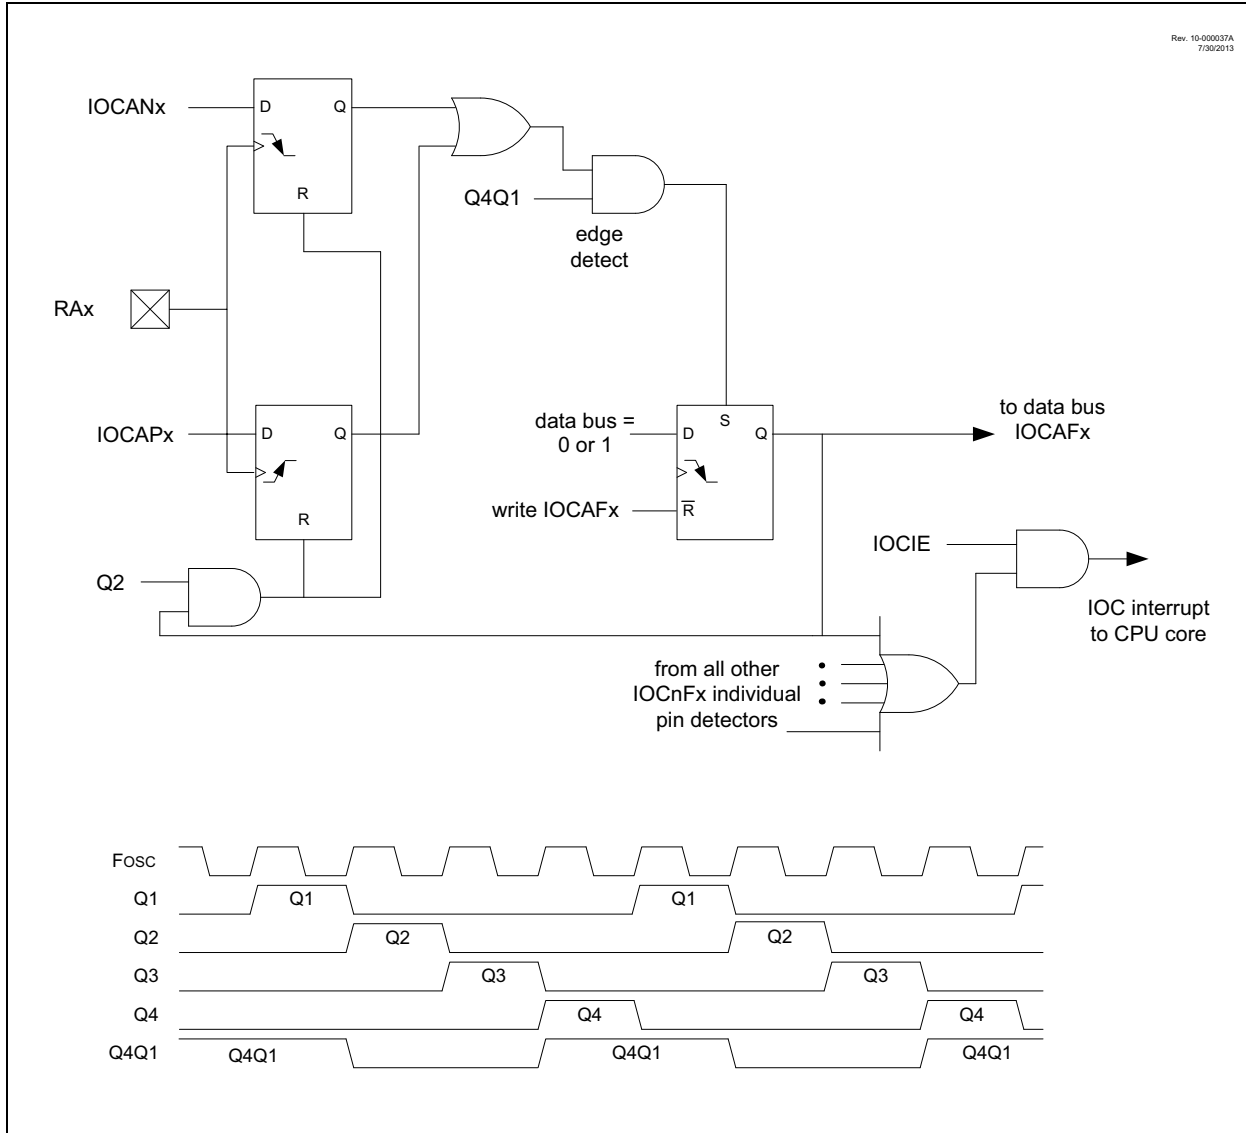 Rev. 10-000037A
7/30/2013
IOCANx
D
Q
R
Q4Q1
edge
detect
RAx
IOCAPx
D
Q
R
data bus =
0 or 1
S
D
Q
write IOCAFx
R̅
to data bus
IOCAFx
IOCIE
Q2
IOC interrupt
to CPU core
from all other
IOCnFx individual
pin detectors
FOSC
Q1
Q1
Q1
Q2
Q2
Q2
Q3
Q3
Q3
Q4
Q4
Q4
Q4Q1
Q4Q1
Q4Q1
Q4Q1